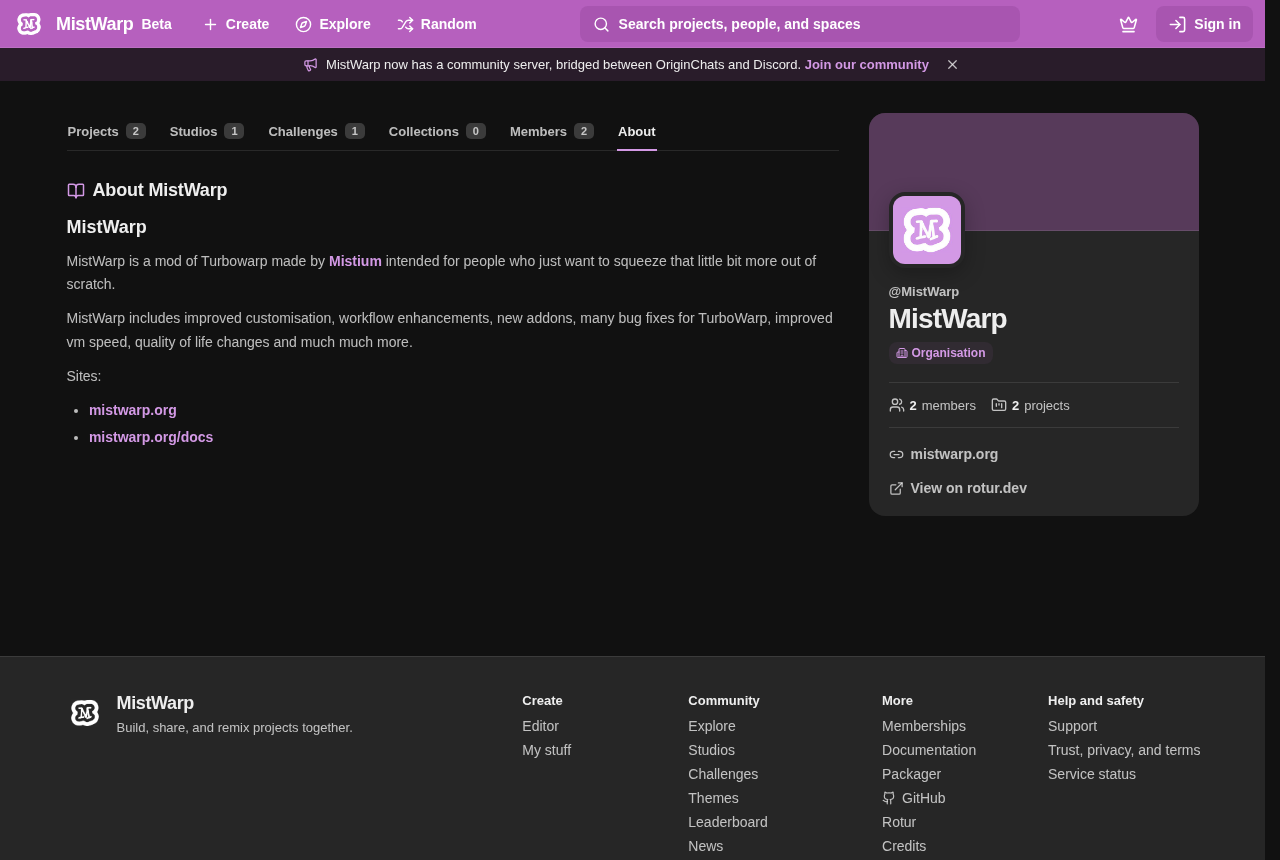 MistWarp Beta Create Explore Random Search projects, people, and spaces Sign in
MistWarp now has a community server, bridged between OriginChats and Discord. Join our community
Projects 2 Studios 1 Challenges 1 Collections 0 Members 2 About
About MistWarp
MistWarp
MistWarp is a mod of Turbowarp made by Mistium intended for people who just want to squeeze that little bit more out of
scratch.
MistWarp includes improved customisation, workflow enhancements, new addons, many bug fixes for TurboWarp, improved
vm speed, quality of life changes and much much more.
Sites:
• mistwarp.org
• mistwarp.org/docs
M
@MistWarp
MistWarp
Organisation
2 members 2 projects
mistwarp.org
View on rotur.dev
MistWarp
Build, share, and remix projects together.
Create
Editor
My stuff
Community
Explore
Studios
Challenges
Themes
Leaderboard
News
More
Memberships
Documentation
Packager
GitHub
Rotur
Credits
Help and safety
Support
Trust, privacy, and terms
Service status